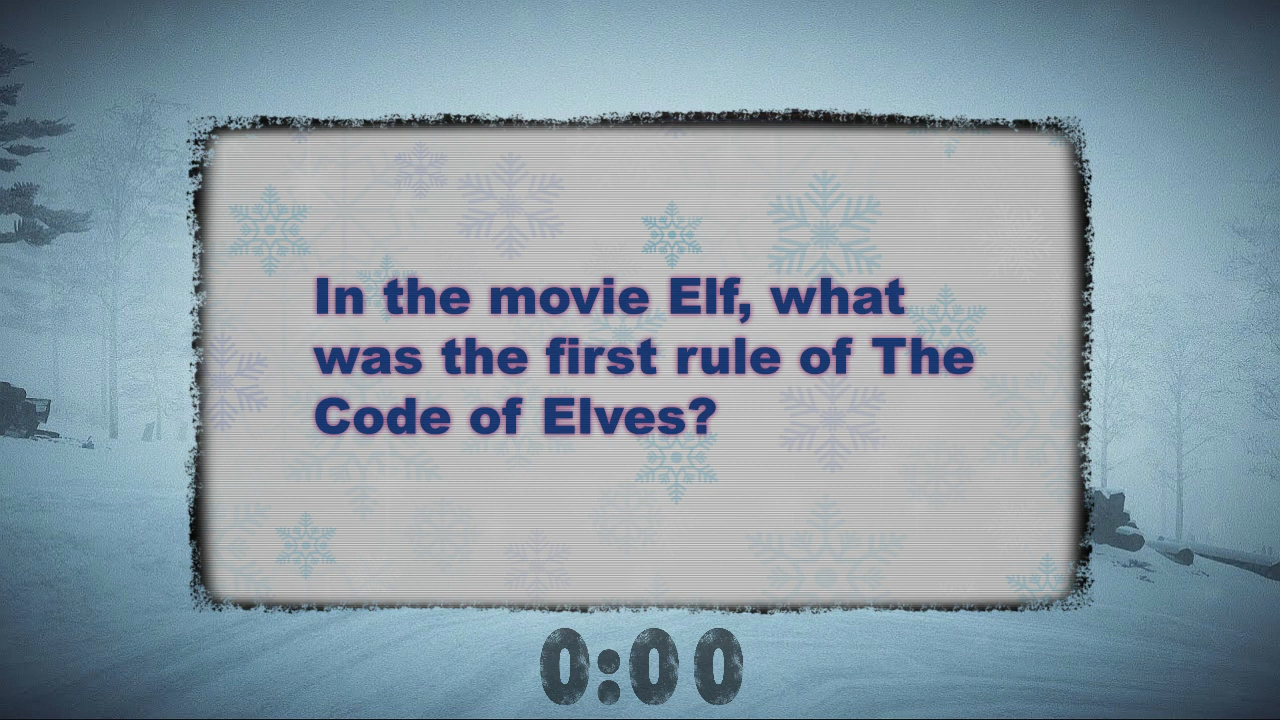 In the movie Elf, what
was the first rule of The
Code of Elves?
0:00